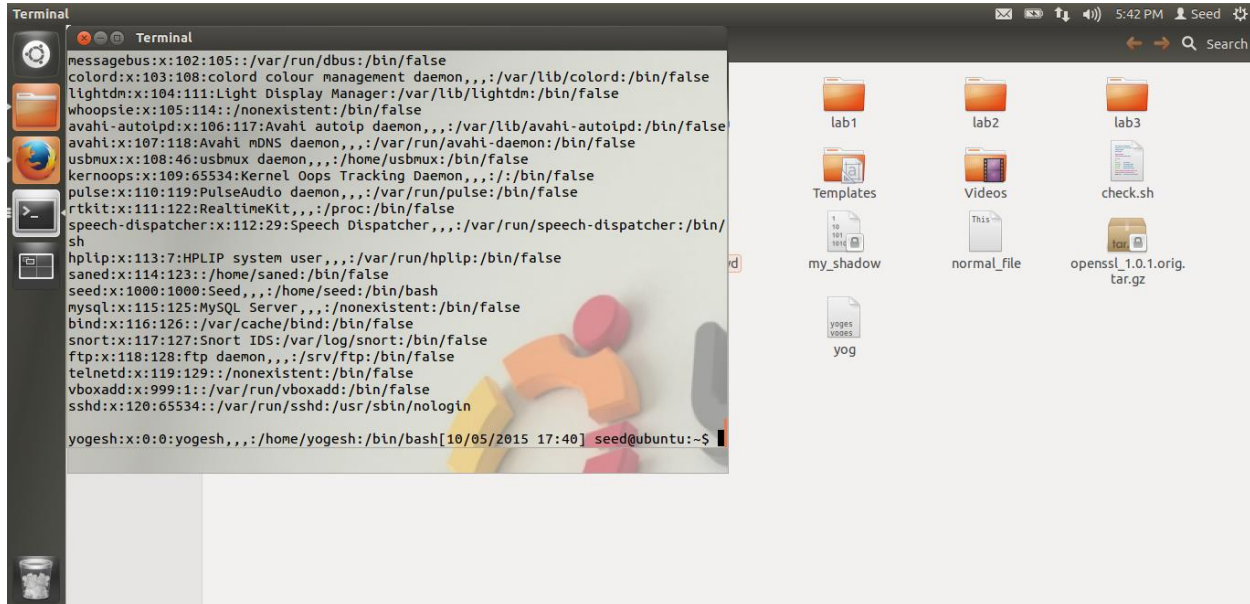 Terminal
5:42 PM Seed
Terminal
Search
messagebus:x:102:105::/var/run/dbus:/bin/false
colord:x:103:108:colord colour management daemon,,,:/var/lib/colord:/bin/false
lightdm:x:104:111:Light Display Manager:/var/lib/lightdm:/bin/false
whoopsie:x:105:114::/nonexistent:/bin/false
avahi-autoipd:x:106:117:Avahi autoip daemon,,,:/var/lib/avahi-autoipd:/bin/false
avahi:x:107:118:Avahi mDNS daemon,,,:/var/run/avahi-daemon:/bin/false
usbmux:x:108:46:usbmux daemon,,,:/home/usbmux:/bin/false
kernoops:x:109:65534:Kernel Oops Tracking Daemon,,,:/:/bin/false
pulse:x:110:119:PulseAudio daemon,,,:/var/run/pulse:/bin/false
rtkit:x:111:122:RealtimeKit,,,:/proc:/bin/false
speech-dispatcher:x:112:29:Speech Dispatcher,,,:/var/run/speech-dispatcher:/bin/
sh
hplip:x:113:7:HPLIP system user,,,:/var/run/hplip:/bin/false
saned:x:114:123::/home/saned:/bin/false
seed:x:1000:1000:Seed,,,:/home/seed:/bin/bash
mysql:x:115:125:MySQL Server,,,:/nonexistent:/bin/false
bind:x:116:126::/var/cache/bind:/bin/false
snort:x:117:127:Snort IDS:/var/log/snort:/bin/false
ftp:x:118:128:ftp daemon,,,:/srv/ftp:/bin/false
telnetd:x:119:129::/nonexistent:/bin/false
vboxadd:x:999:1::/var/run/vboxadd:/bin/false
sshd:x:120:65534::/var/run/sshd:/usr/sbin/nologin
yogesh:x:0:0:yogesh,,,:/home/yogesh:/bin/bash[10/05/2015 17:40] seed@ubuntu:~$
lab1 lab2 lab3
Templates Videos check.sh
This
vd my_shadow normal_file openssl_1.0.1.orig.
tar.gz
yoges
yog